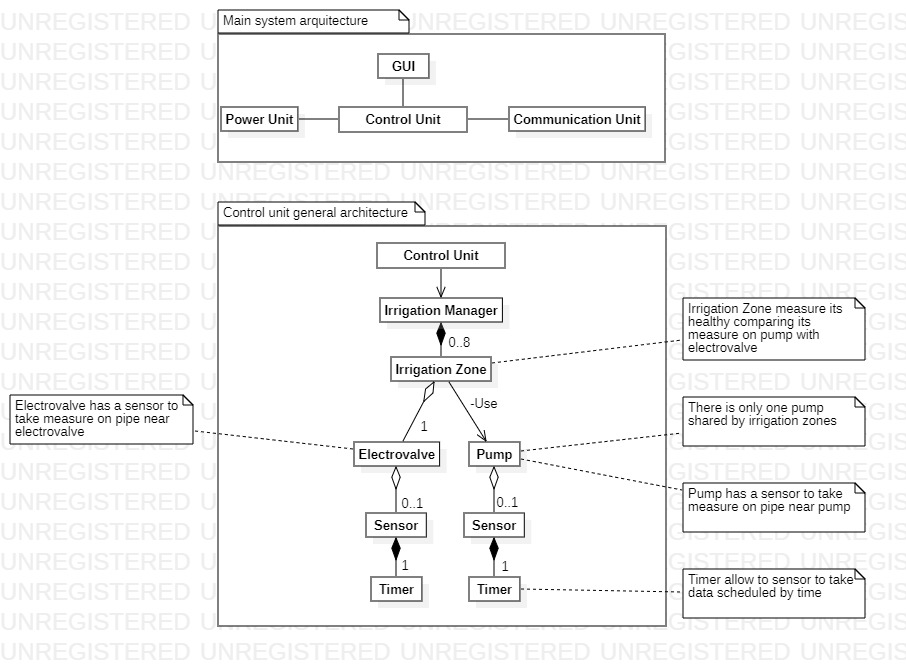 Main system arquitecture
GUI
Power Unit
Control Unit
Communication Unit
Control unit general architecture
Control Unit
Irrigation Manager
0..8
Irrigation Zone
Irrigation Zone measure its
healthy comparing its
measure on pump with
electrovalve
-Use
1
Electrovalve has a sensor to
take measure on pipe near
electrovalve
There is only one pump
shared by irrigation zones
Electrovalve
Pump
0..1
0..1
Pump has a sensor to take
measure on pipe near pump
Sensor
Sensor
1
1
Timer
Timer
Timer allow to sensor to take
data scheduled by time
UNREGISTERED